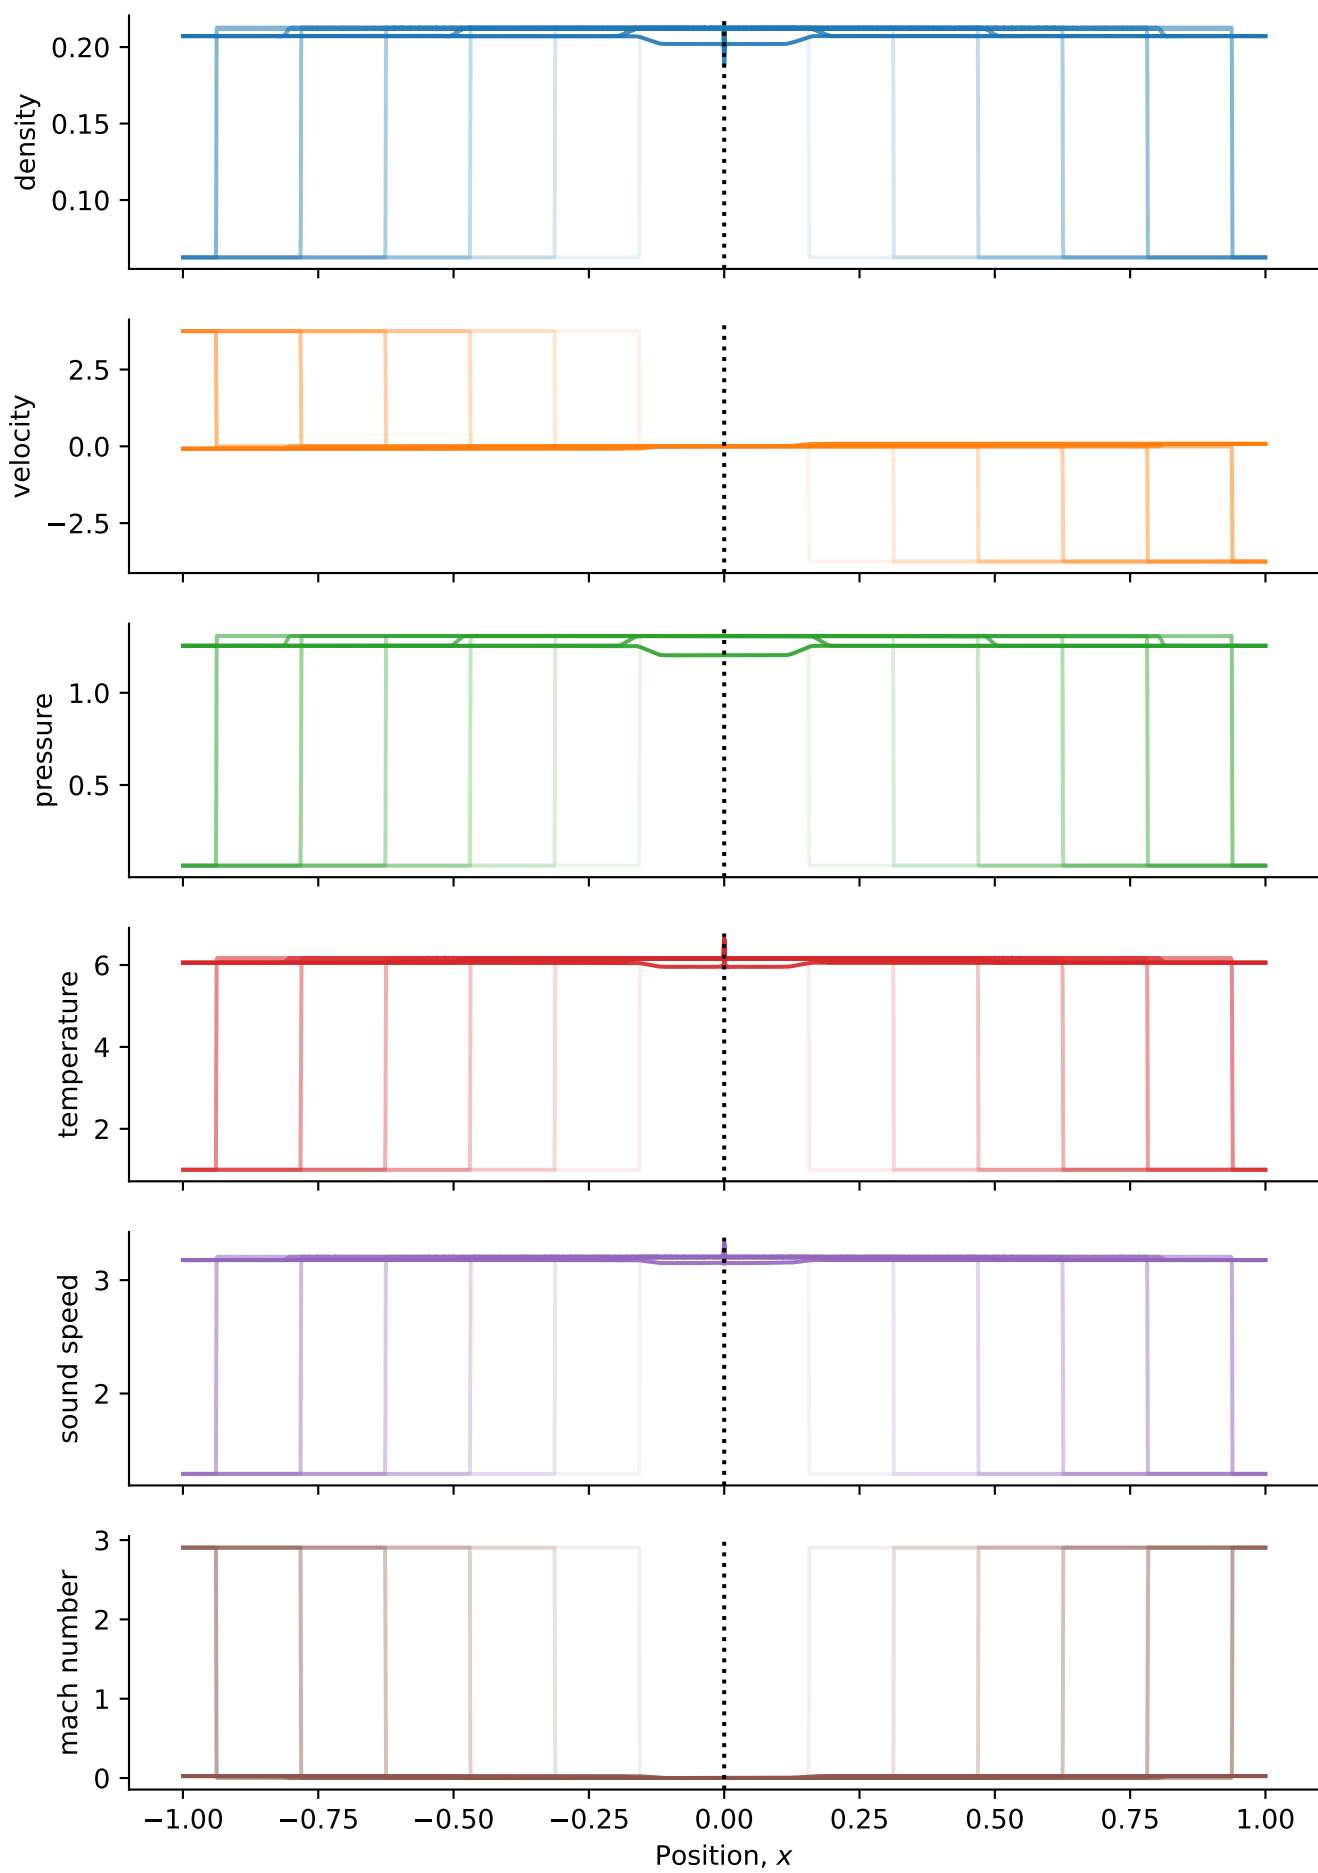 density
0.20
0.15
0.10
velocity
2.5
0.0
−2.5
pressure
1.0
0.5
temperature
6
4
2
sound speed
3
2
mach number
3
2
1
0
−1.00 −0.75 −0.50 −0.25 0.00 0.25 0.50 0.75 1.00
Position, x